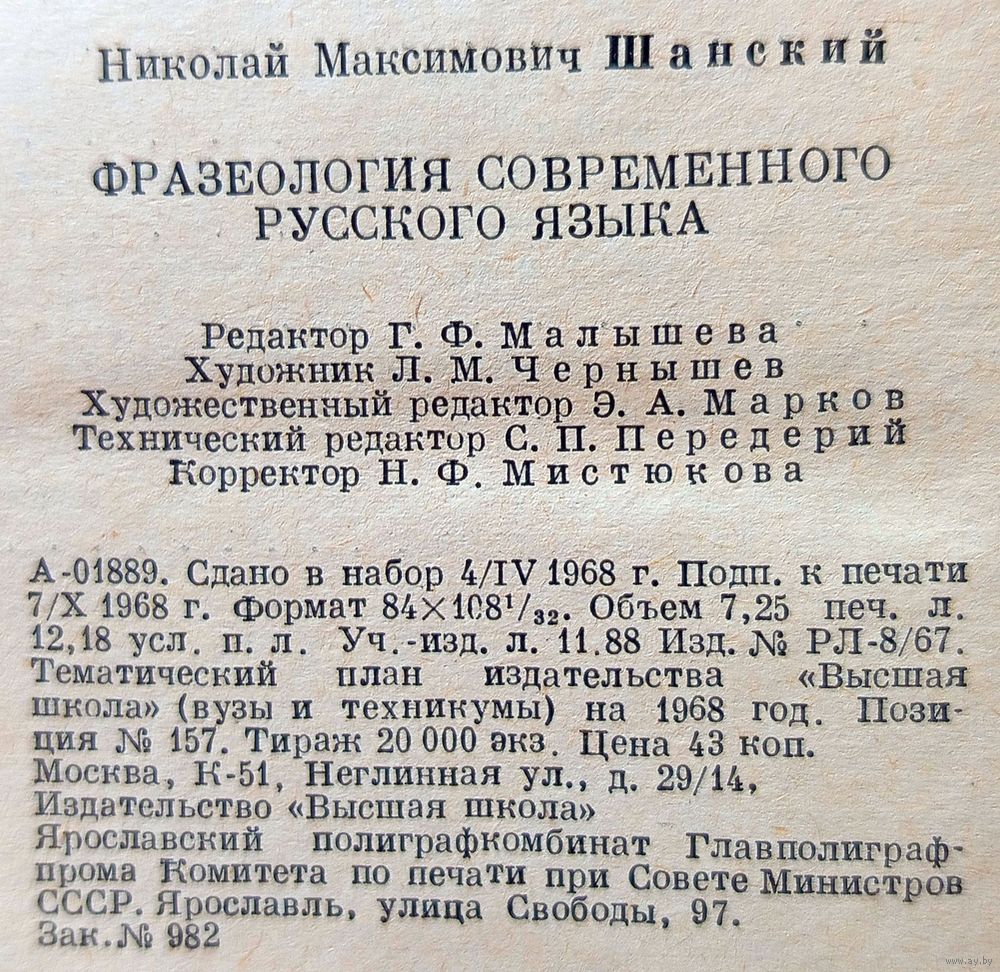 Николай Максимович Шанский
ФРАЗЕОЛОГИЯ СОВРЕМЕННОГО
РУССКОГО ЯЗЫКА
Редактор Г. Ф. Малышева
Художник Л. М. Чернышев
Художественный редактор Э. А. Марков
Технический редактор С. П. Передерий
Корректор Н. Ф. Мистюкова
А-01889. Сдано в набор 4/IV 1968 г. Подп. к печати
7/X 1968 г. Формат 84×108¹/₃₂. Объем 7,25 печ. л.
12,18 усл. п. л. Уч.-изд. л. 11.88 Изд. № РЛ-8/67.
Тематический план издательства «Высшая
школа» (вузы и техникумы) на 1968 год. Пози-
ция № 157. Тираж 20 000 экз. Цена 43 коп.
Москва, К-51, Неглинная ул., д. 29/14,
Издательство «Высшая школа»
Ярославский полиграфкомбинат Главполиграф-
прома Комитета по печати при Совете Министров
СССР. Ярославль, улица Свободы, 97.
Зак. № 982
www.ay.by